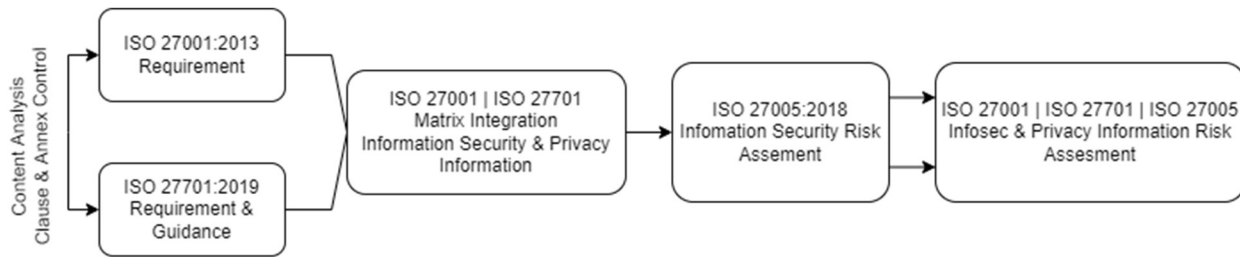 Content Analysis
Clause & Annex Control
ISO 27001:2013
Requirement
ISO 27701:2019
Requirement &
Guidance
ISO 27001 | ISO 27701
Matrix Integration
Information Security & Privacy
Information
ISO 27005:2018
Infomation Security Risk
Assement
ISO 27001 | ISO 27701 | ISO 27005
Infosec & Privacy Information Risk
Assesment